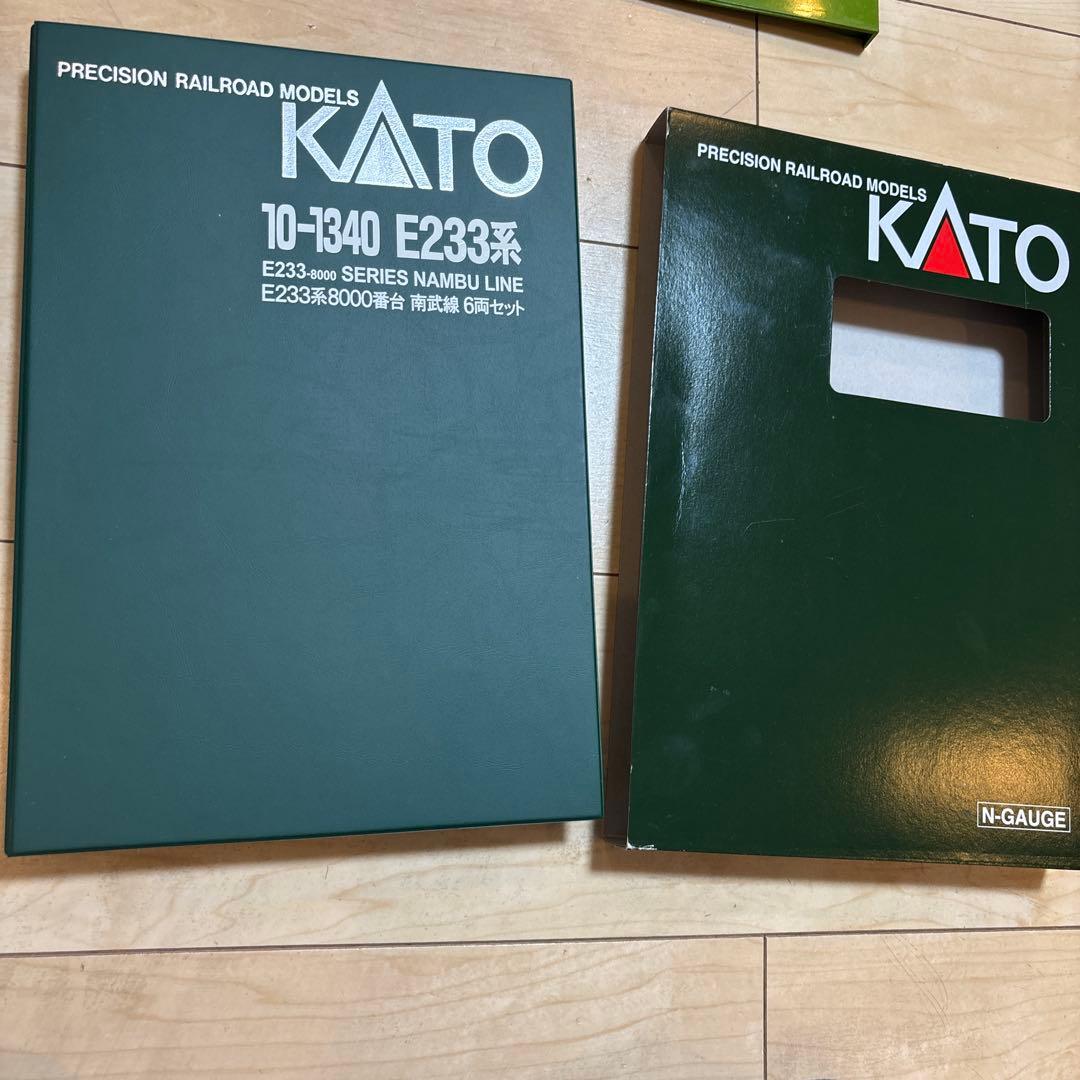 PRECISION RAILROAD MODELS
KATO
10-1340 E233系
E233-8000 SERIES NAMBU LINE
E233系8000番台 南武線 6両セット
PRECISION RAILROAD MODELS
KATO
N-GAUGE